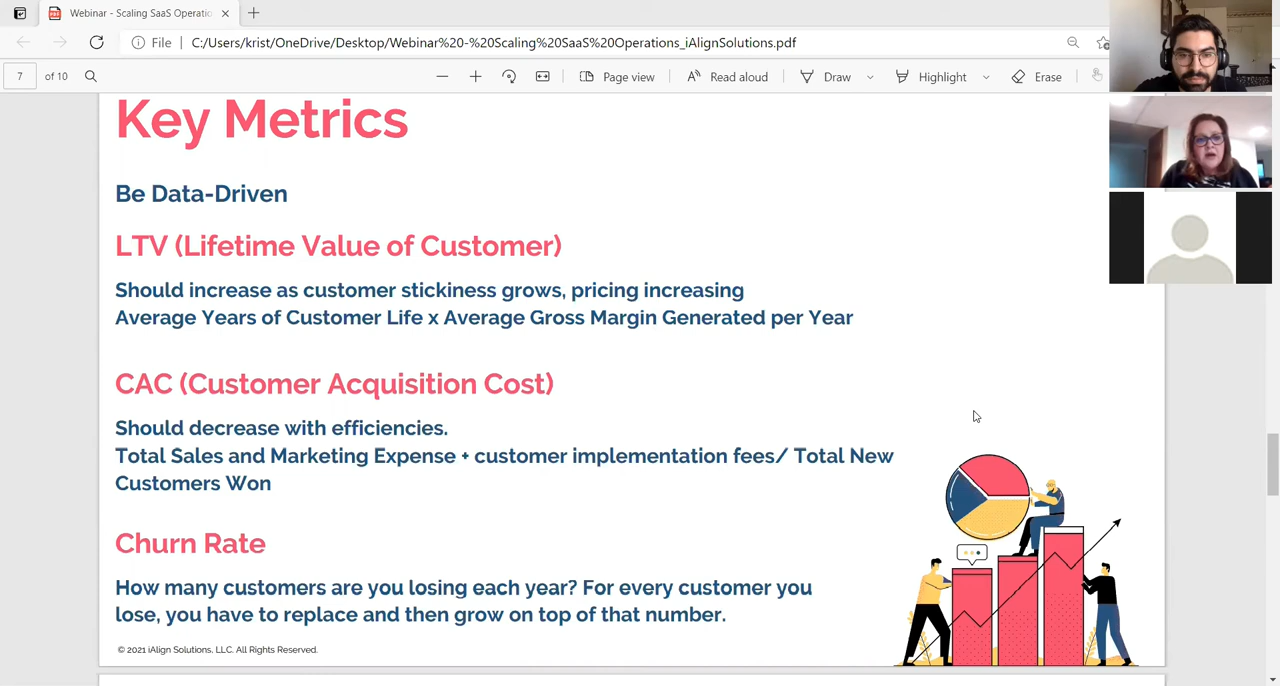 Webinar - Scaling SaaS Operatio
File
C:/Users/krist/OneDrive/Desktop/Webinar%20-%20Scaling%20SaaS%20Operations_iAlignSolutions.pdf
7 of 10
Page view
Read aloud
Draw
Highlight
Erase
Key Metrics
Be Data-Driven
LTV (Lifetime Value of Customer)
Should increase as customer stickiness grows, pricing increasing
Average Years of Customer Life x Average Gross Margin Generated per Year
CAC (Customer Acquisition Cost)
Should decrease with efficiencies.
Total Sales and Marketing Expense + customer implementation fees/ Total New
Customers Won
Churn Rate
How many customers are you losing each year? For every customer you
lose, you have to replace and then grow on top of that number.
© 2021 iAlign Solutions, LLC. All Rights Reserved.